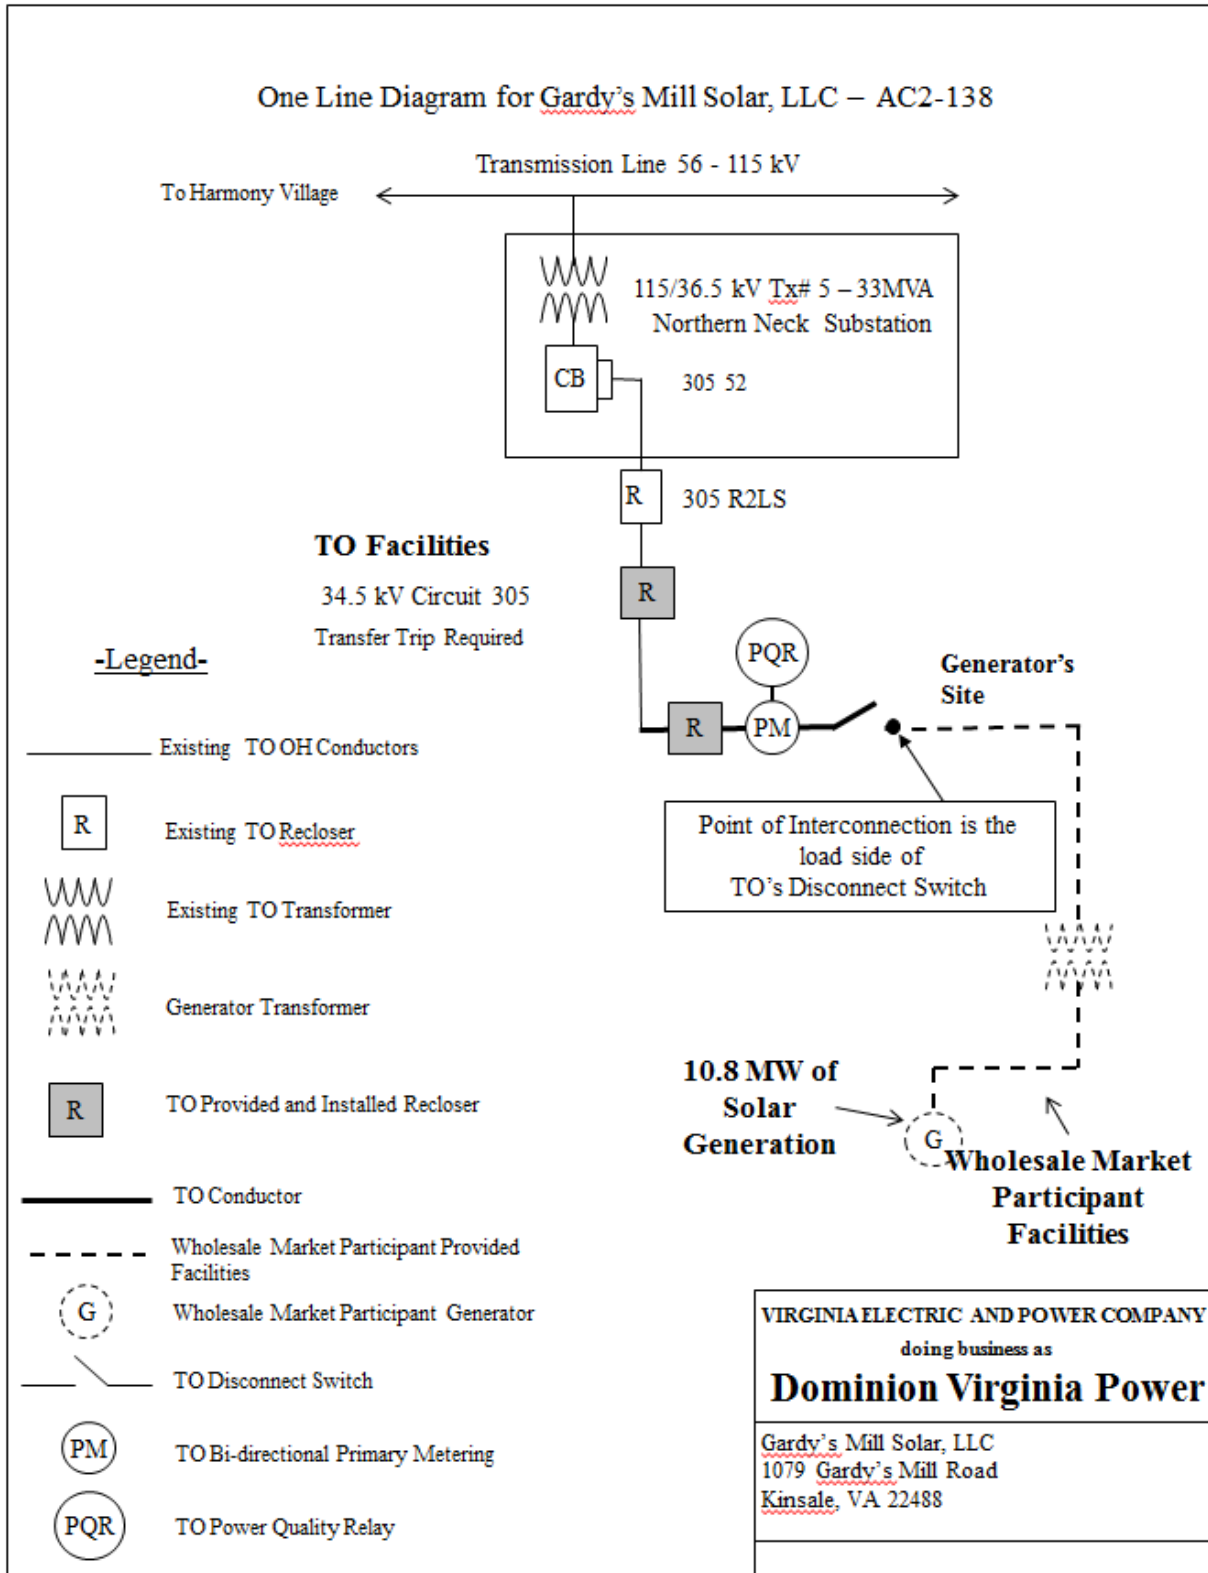 One Line Diagram for Gardy's Mill Solar, LLC – AC2-138
Transmission Line 56 - 115 kV
To Harmony Village
115/36.5 kV Tx# 5 – 33MVA
Northern Neck Substation
CB
305 52
R
305 R2LS
TO Facilities
34.5 kV Circuit 305
Transfer Trip Required
R
PQR
R
PM
Generator's
Site
Point of Interconnection is the
load side of
TO's Disconnect Switch
10.8 MW of
Solar
Generation
G
Wholesale Market
Participant
Facilities
-Legend-
Existing TO OH Conductors
R
Existing TO Recloser
Existing TO Transformer
Generator Transformer
R
TO Provided and Installed Recloser
TO Conductor
Wholesale Market Participant Provided
Facilities
G
Wholesale Market Participant Generator
TO Disconnect Switch
PM
TO Bi-directional Primary Metering
PQR
TO Power Quality Relay
VIRGINIA ELECTRIC AND POWER COMPANY
doing business as
Dominion Virginia Power
Gardy's Mill Solar, LLC
1079 Gardy's Mill Road
Kinsale, VA 22488